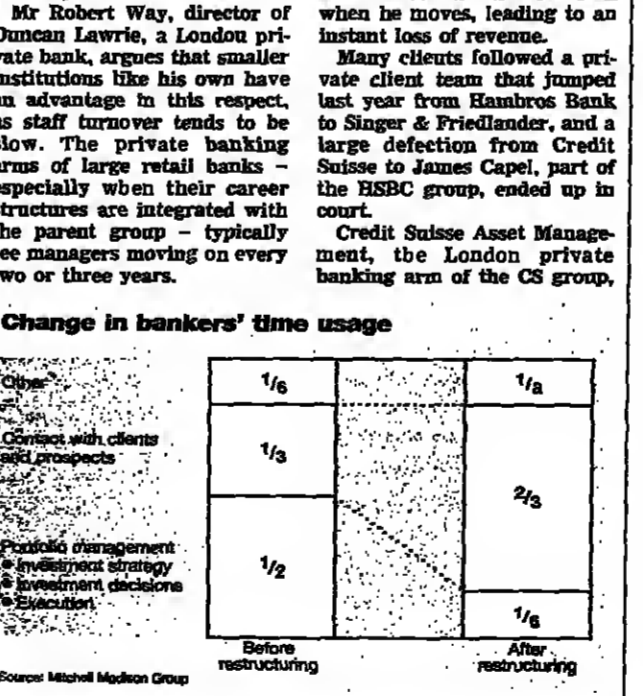 Mr Robert Way, director of
Duncan Lawrie, a London pri-
vate bank, argues that smaller
nstitutions like his own have
an advantage in this respect,
as staff turnover tends to be
slow. The private banking
arms of large retail banks –
especially when their career
structures are integrated with
the parent group – typically
see managers moving on every
two or three years.
when he moves, leading to an
instant loss of revenue.
Many clients followed a pri-
vate client team that jumped
last year from Hambros Bank
to Singer & Friedlander, and a
large defection from Credit
Suisse to James Capel, part of
the HSBC group, ended up in
court.
Credit Suisse Asset Manage-
ment, the London private
banking arm of the CS group,
Change in bankers' time usage
Other
Contact with clients
and prospects
Portfolio management
• Investment strategy
• Investment decisions
• Execution
1/6
1/3
1/2
1/a
2/3
1/6
Before
restructuring
After
restructuring
Source: Mitchell Madison Group